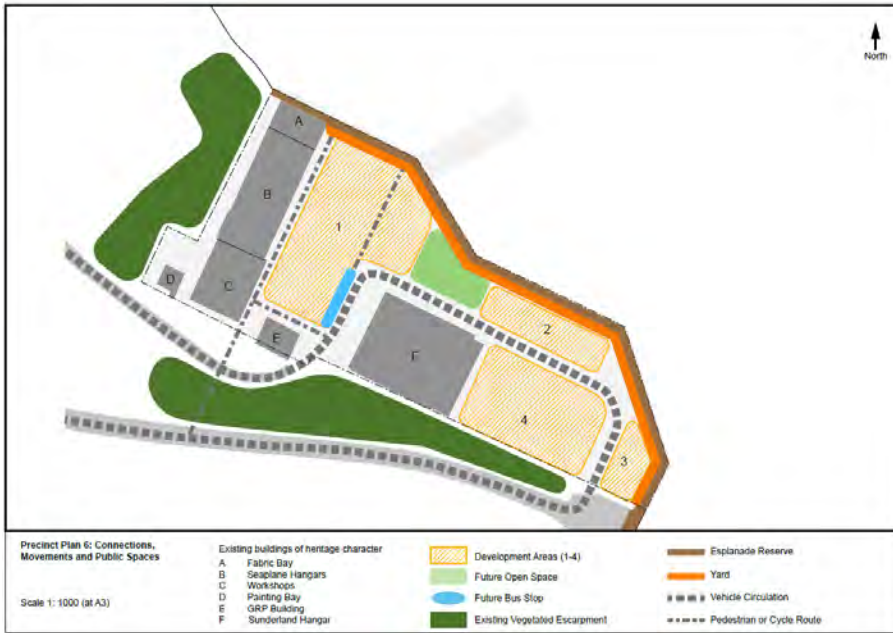 North
A
B
1
D
C
2
E
F
4
3
Precinct Plan 6: Connections,
Movements and Public Spaces
Scale 1: 1000 (at A3)
Existing buildings of heritage character
A Fabric Bay
B Seaplane Hangars
C Workshops
D Painting Bay
E GRP Building
F Sunderland Hangar
Development Areas (1-4)
Future Open Space
Future Bus Stop
Existing Vegetated Escarpment
Esplanade Reserve
Yard
Vehicle Circulation
Pedestrian or Cycle Route